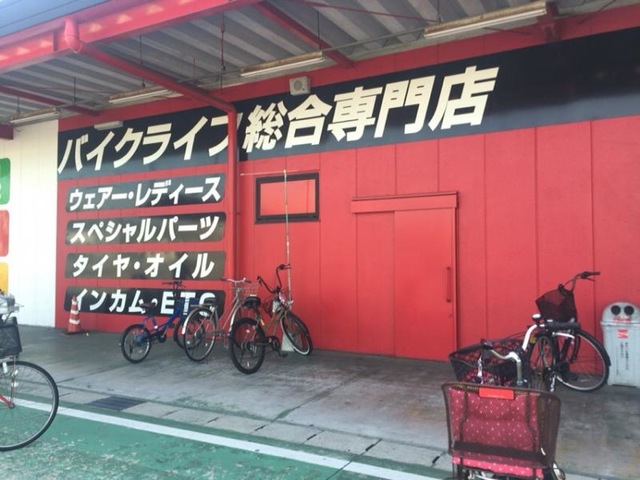 バイクライフ総合専門店
ウェアー・レディース
スペシャルパーツ
タイヤ・オイル
インカム・ETC